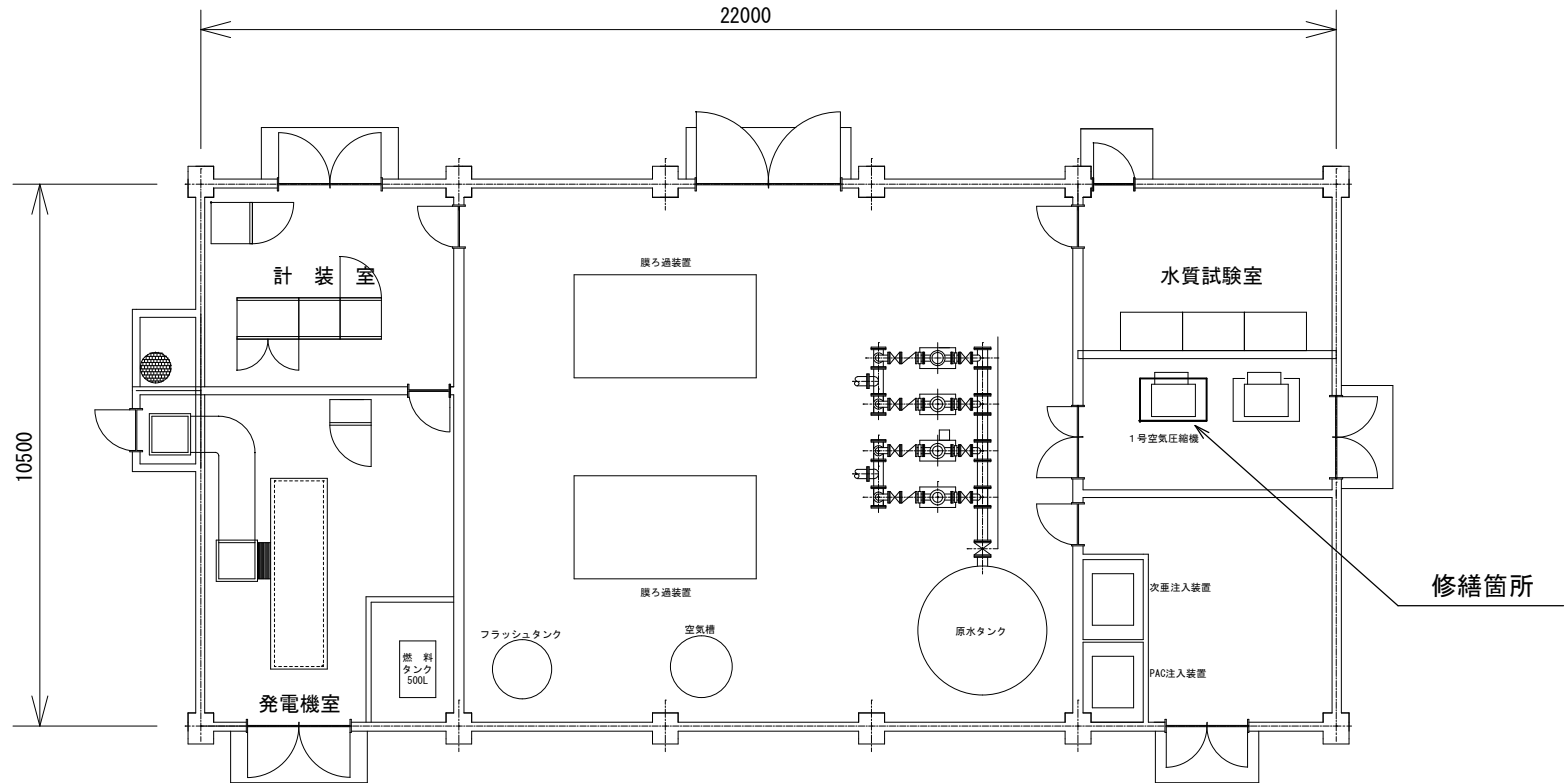 22000
10500
計 装 室
膜ろ過装置
水質試験室
1号空気圧縮機
修繕箇所
膜ろ過装置
次亜注入装置
フラッシュタンク
空気槽
原水タンク
燃 料
タンク
500L
PAC注入装置
発電機室